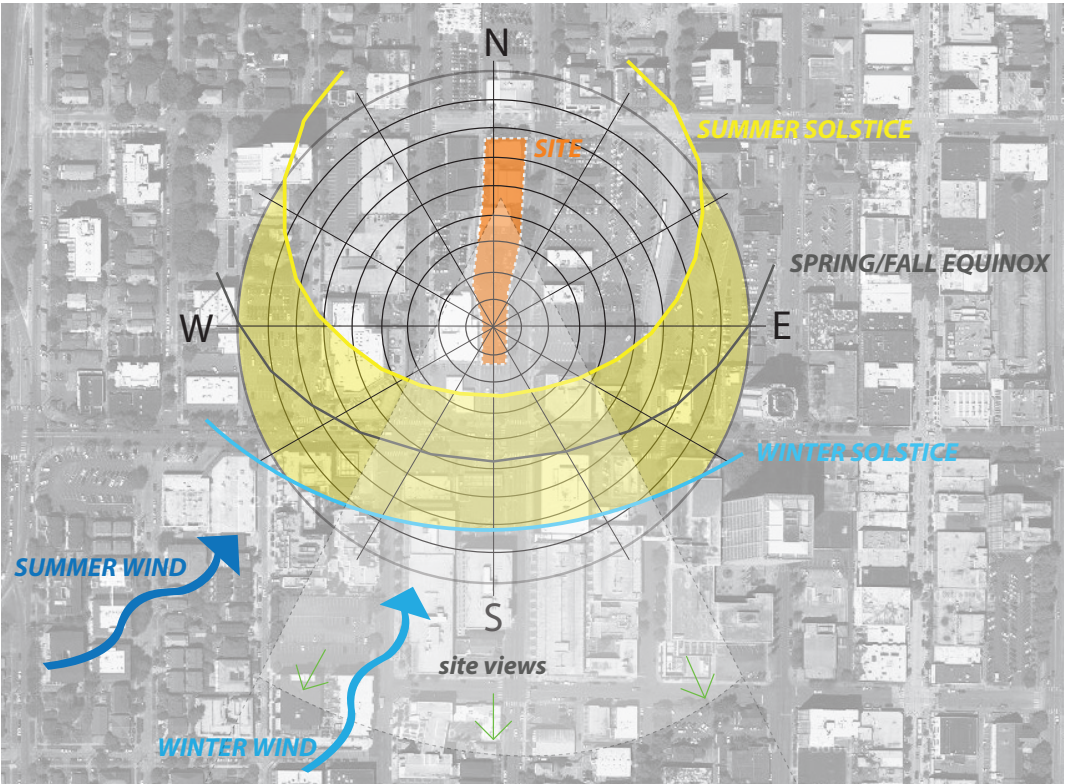 N
SUMMER SOLSTICE
SITE
SPRING/FALL EQUINOX
W
E
WINTER SOLSTICE
SUMMER WIND
S
site views
WINTER WIND